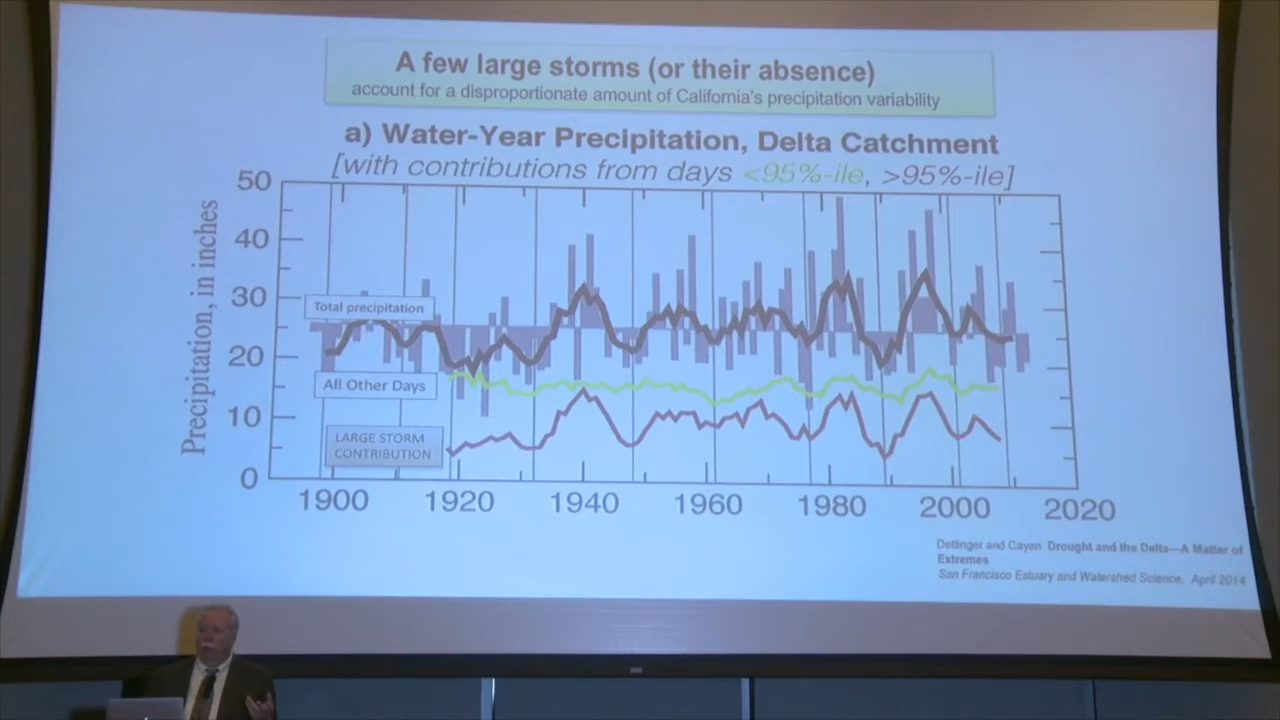 A few large storms (or their absence)
account for a disproportionate amount of California's precipitation variability
a) Water-Year Precipitation, Delta Catchment
[with contributions from days <95%-ile, >95%-ile]
Precipitation, in inches
50
40
30
20
10
0
Total precipitation
All Other Days
LARGE STORM
CONTRIBUTION
1900 1920 1940 1960 1980 2000 2020
Dettinger and Cayan Drought and the Delta—A Matter of
Extremes
San Francisco Estuary and Watershed Science, April 2014